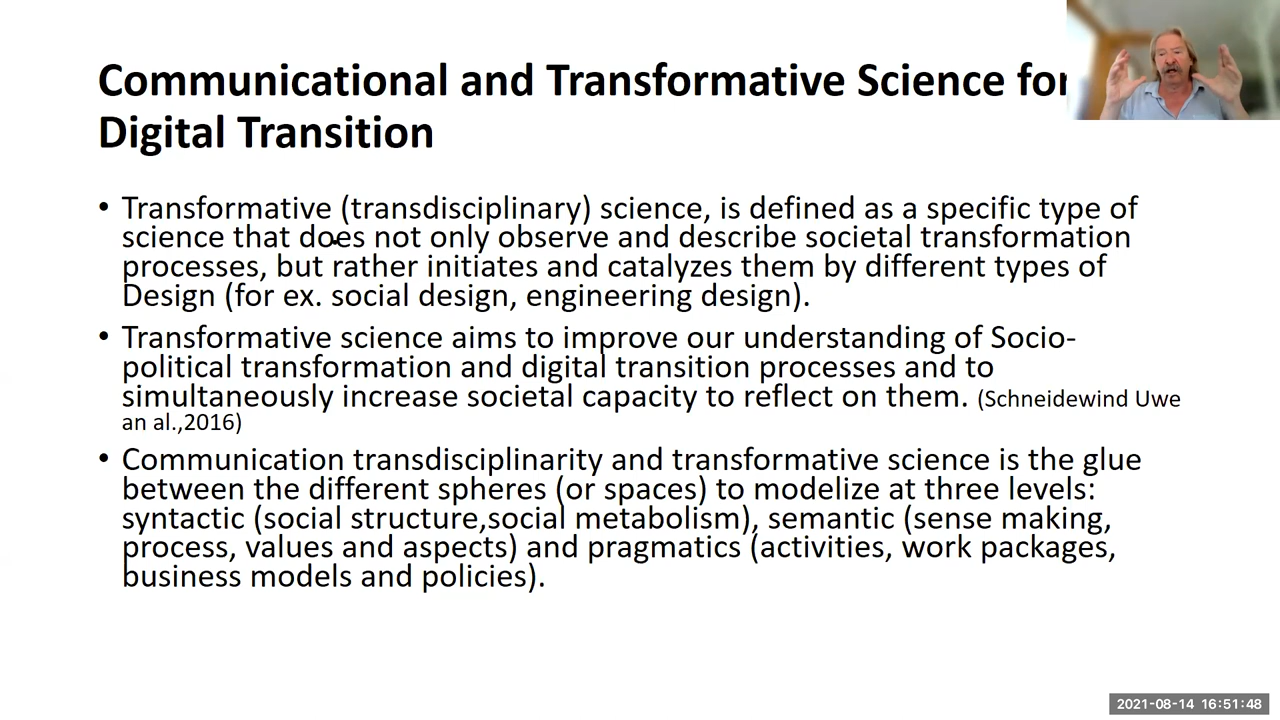 Communicational and Transformative Science for
Digital Transition
• Transformative (transdisciplinary) science, is defined as a specific type of
science that does not only observe and describe societal transformation
processes, but rather initiates and catalyzes them by different types of
Design (for ex. social design, engineering design).
• Transformative science aims to improve our understanding of Socio-
political transformation and digital transition processes and to
simultaneously increase societal capacity to reflect on them. (Schneidewind Uwe
an al.,2016)
• Communication transdisciplinarity and transformative science is the glue
between the different spheres (or spaces) to modelize at three levels:
syntactic (social structure,social metabolism), semantic (sense making,
process, values and aspects) and pragmatics (activities, work packages,
business models and policies).
2021-08-14 16:51:48